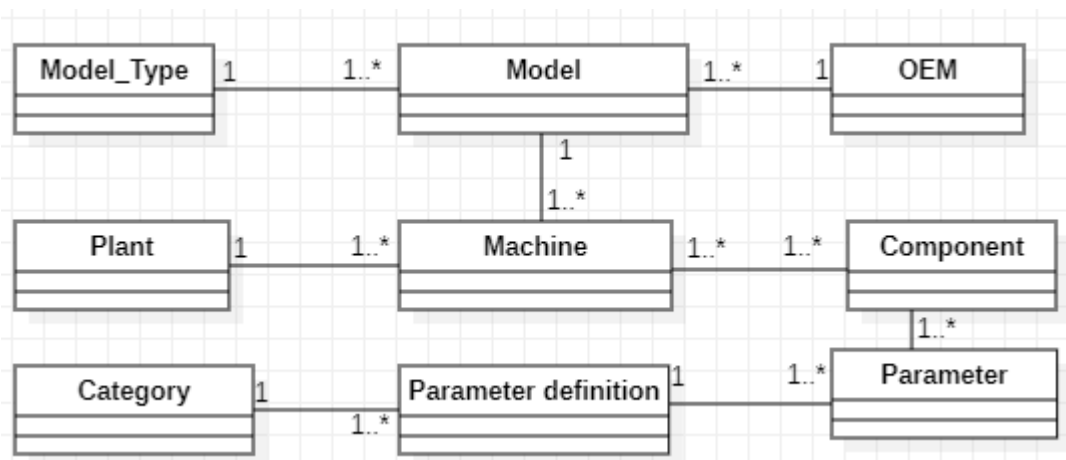 Model_Type 1 1..* Model 1..* 1 OEM
1
1..*
Plant 1 1..* Machine 1..* 1..* Component
1..*
Category 1 1..* Parameter definition 1 1..* Parameter